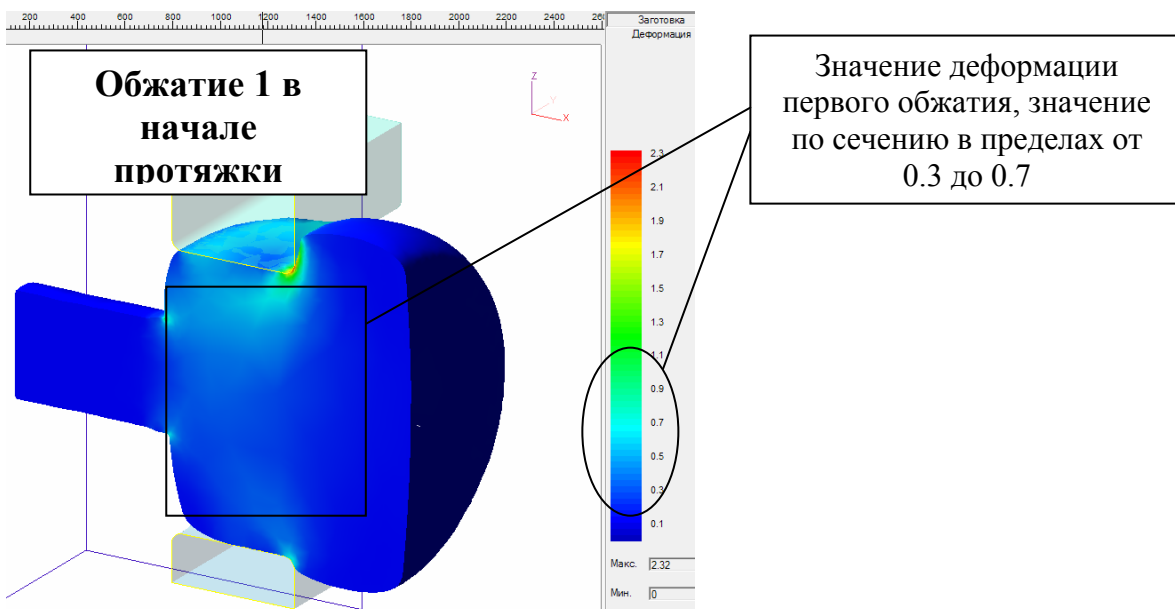 200 400 600 800 1000 1200 1400 1600 1800 2000 2200 2400
Заготовка
Деформация
Обжатие 1 в
начале
протяжки
Z
Y
X
Значение деформации
первого обжатия, значение
по сечению в пределах от
0.3 до 0.7
2.3
2.1
1.9
1.7
1.5
1.3
1.1
0.9
0.7
0.5
0.3
0.1
Макс. 2.32
Мин. 0